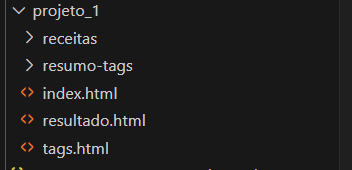 projeto_1
receitas
resumo-tags
index.html
resultado.html
tags.html